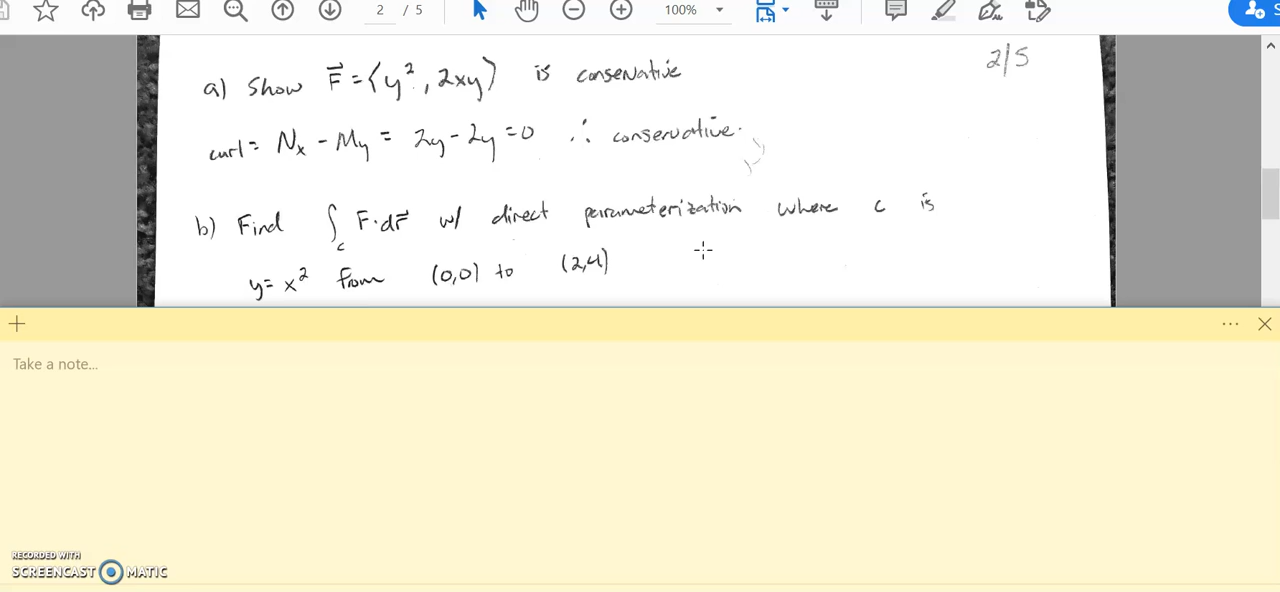 2 / 5 100% S
2/5
a) Show F⃗ = ⟨y², 2xy⟩ is conservative
curl = Nx - My = 2y - 2y = 0 ∴ conservative.
b) Find ∫c F·dr⃗ w/ direct parameterization where c is
y = x² from (0,0) to (2,4)
Take a note...
RECORDED WITH
SCREENCAST MATIC